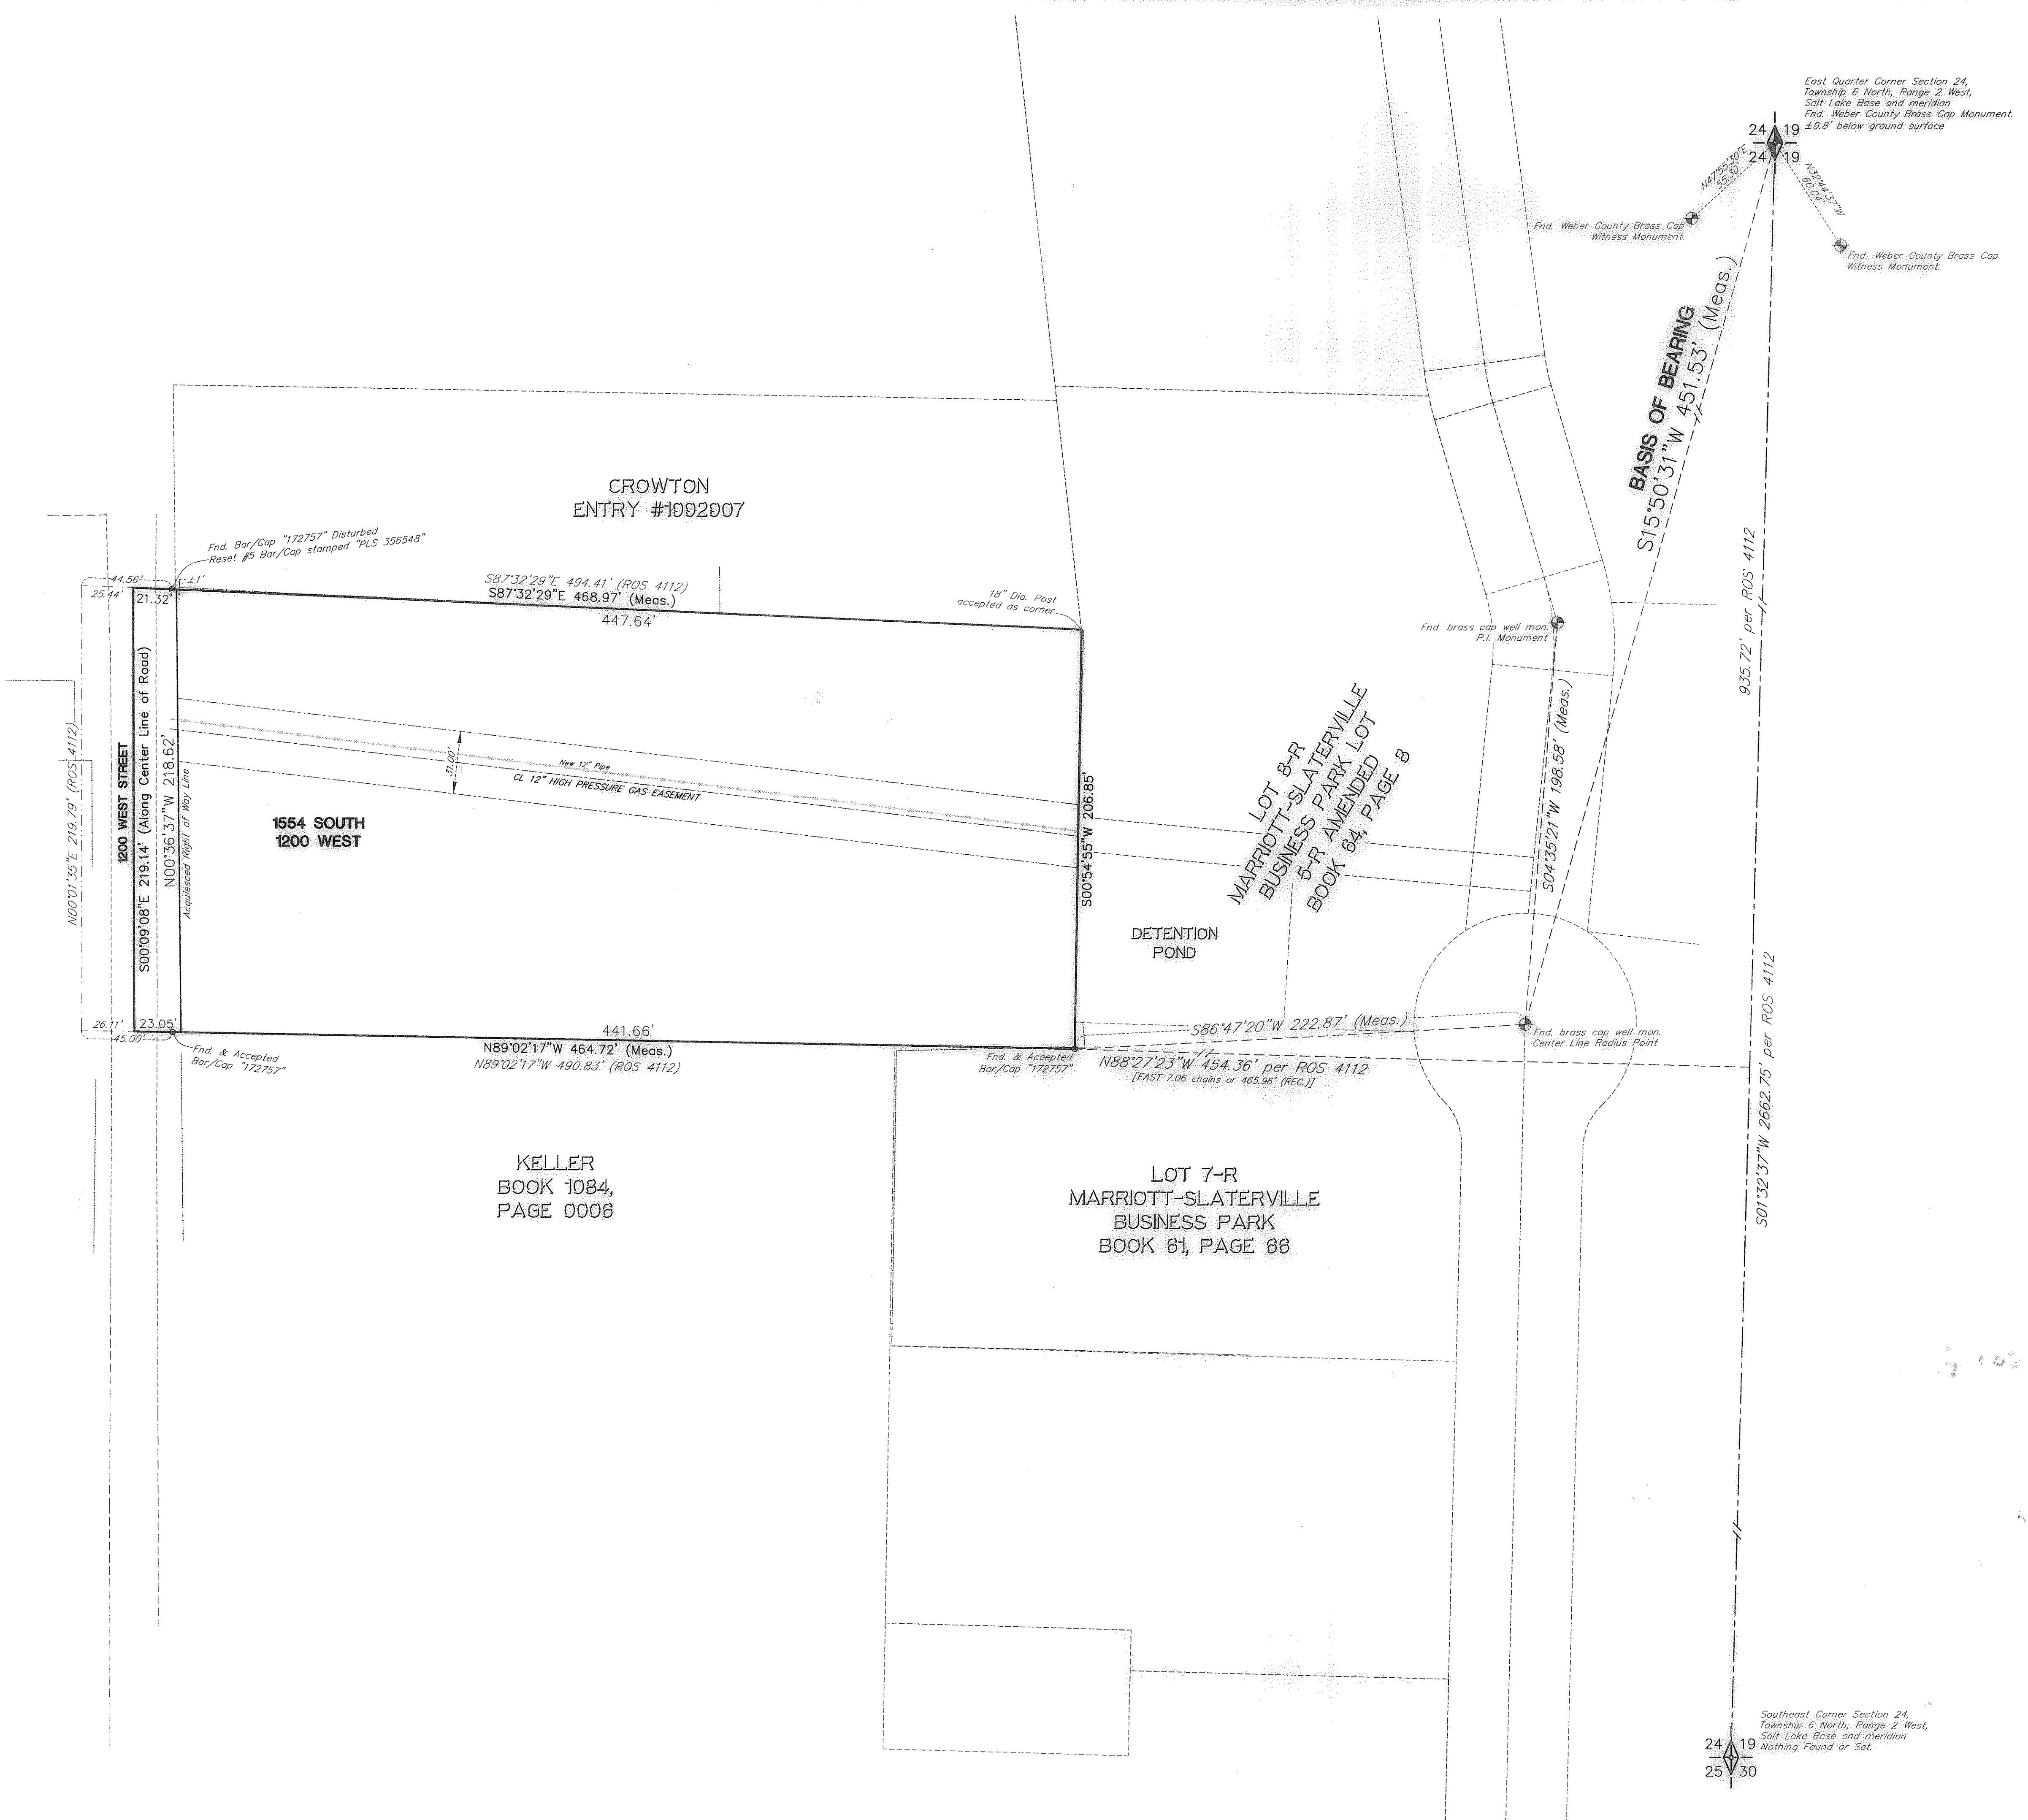 East Quarter Corner Section 24,
Township 6 North, Range 2 West,
Salt Lake Base and meridian
Fnd. Weber County Brass Cap Monument.
±0.8' below ground surface
24 19
24 19
N47°55'30"E
55.30'
N32°44'37"W
60.04'
Fnd. Weber County Brass Cap
Witness Monument.
Fnd. Weber County Brass Cap
Witness Monument.
BASIS OF BEARING
S15°50'31"W 451.53' (Meas.)
935.72' per ROS 4112
CROWTON
ENTRY #1992907
Fnd. Bar/Cap "172757" Disturbed
Reset #5 Bar/Cap stamped "PLS 356548"
44.56'
±1'
25.44'
21.32'
S87°32'29"E 494.41' (ROS 4112)
S87°32'29"E 468.97' (Meas.)
447.64'
18" Dia. Post
accepted as corner
Fnd. brass cap well mon.
P.I. Monument
N00°01'35"E 219.79' (ROS 4112)
1200 WEST STREET
S00°09'08"E 219.14' (Along Center Line of Road)
N00°36'37"W 218.62'
Acquiesced Right of Way Line
31.00'
New 12" Pipe
CL 12" HIGH PRESSURE GAS EASEMENT
1554 SOUTH
1200 WEST
S00°54'55"W 206.85'
LOT 8-R
MARRIOTT-SLATERVILLE
BUSINESS PARK LOT
5-R AMENDED
BOOK 64, PAGE 8
S04°35'21"W 198.58' (Meas.)
DETENTION
POND
26.11'
23.05'
45.00'
Fnd. & Accepted
Bar/Cap "172757"
441.66'
N89°02'17"W 464.72' (Meas.)
N89°02'17"W 490.83' (ROS 4112)
Fnd. & Accepted
Bar/Cap "172757"
S86°47'20"W 222.87' (Meas.)
N88°27'23"W 454.36' per ROS 4112
[EAST 7.06 chains or 465.96' (REC.)]
Fnd. brass cap well mon.
Center Line Radius Point
S01°32'37"W 2662.75' per ROS 4112
KELLER
BOOK 1084,
PAGE 0006
LOT 7-R
MARRIOTT-SLATERVILLE
BUSINESS PARK
BOOK 61, PAGE 66
Southeast Corner Section 24,
Township 6 North, Range 2 West,
Salt Lake Base and meridian
Nothing Found or Set.
24 19
25 30